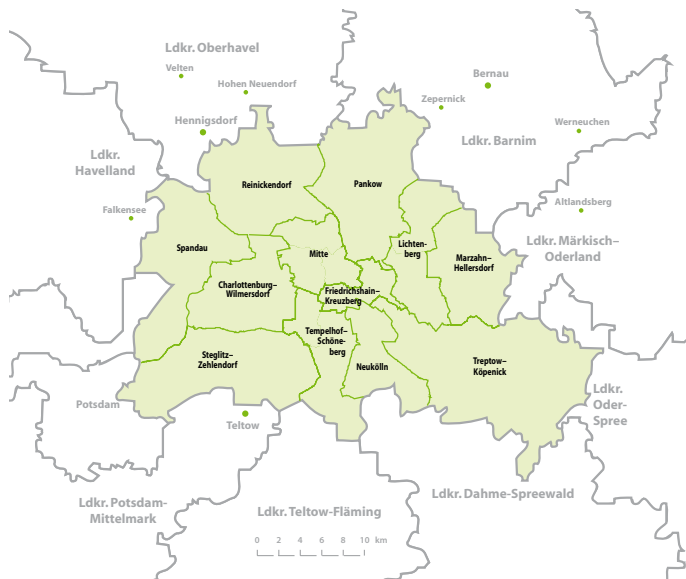 Ldkr. Oberhavel
Velten
Hohen Neuendorf
Bernau
Zepernick
Hennigsdorf
Werneuchen
Ldkr. Barnim
Ldkr.
Havelland
Reinickendorf
Pankow
Falkensee
Altlandsberg
Spandau
Mitte
Lichten-
berg
Marzahn-
Hellersdorf
Ldkr. Märkisch–
Oderland
Charlottenburg–
Wilmersdorf
Friedrichshain–
Kreuzberg
Tempelhof–
Schöne-
berg
Steglitz–
Zehlendorf
Neukölln
Treptow–
Köpenick
Potsdam
Teltow
Ldkr.
Oder-
Spree
Ldkr. Potsdam-
Mittelmark
Ldkr. Teltow-Fläming
Ldkr. Dahme-Spreewald
0 2 4 6 8 10 km